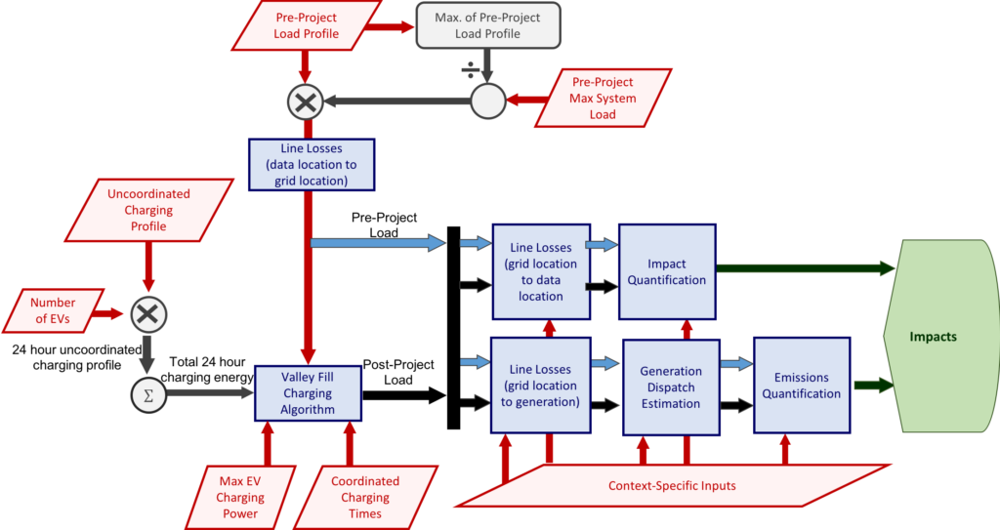 Pre-Project
Load Profile
Max. of Pre-Project
Load Profile
÷
Pre-Project
Max System
Load
Line Losses
(data location to
grid location)
Uncoordinated
Charging
Profile
Number
of EVs
24 hour uncoordinated
charging profile
Σ
Total 24 hour
charging energy
Valley Fill
Charging
Algorithm
Max EV
Charging
Power
Coordinated
Charging
Times
Pre-Project
Load
Post-Project
Load
Line Losses
(grid location
to data
location
Impact
Quantification
Line Losses
(grid location
to generation)
Generation
Dispatch
Estimation
Emissions
Quantification
Context-Specific Inputs
Impacts